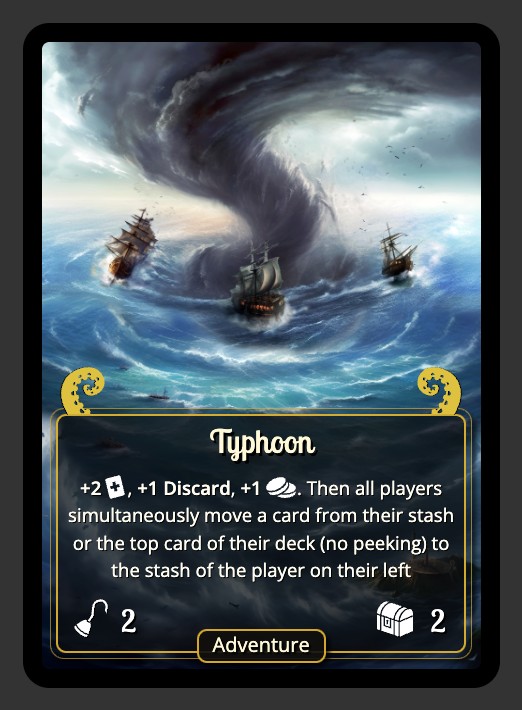 Typhoon
+2 , +1 Discard, +1 . Then all players
simultaneously move a card from their stash
or the top card of their deck (no peeking) to
the stash of the player on their left
2
2
Adventure